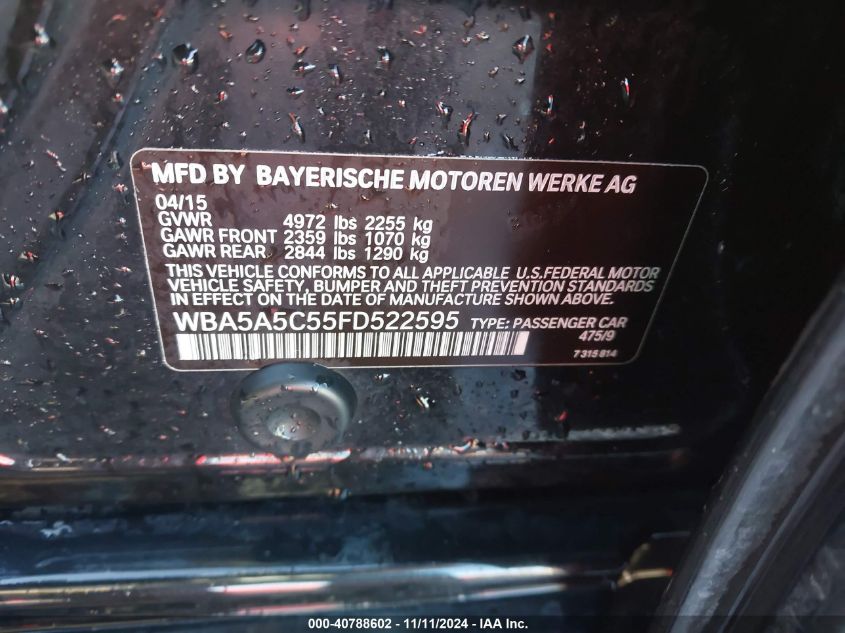 MFD BY BAYERISCHE MOTOREN WERKE AG
04/15
GVWR 4972 lbs 2255 kg
GAWR FRONT 2359 lbs 1070 kg
GAWR REAR 2844 lbs 1290 kg
THIS VEHICLE CONFORMS TO ALL APPLICABLE U.S.FEDERAL MOTOR
VEHICLE SAFETY, BUMPER AND THEFT PREVENTION STANDARDS
IN EFFECT ON THE DATE OF MANUFACTURE SHOWN ABOVE.
WBA5A5C55FD522595 TYPE: PASSENGER CAR
475/9
7315814
000-40788602 - 11/11/2024 - IAA Inc.